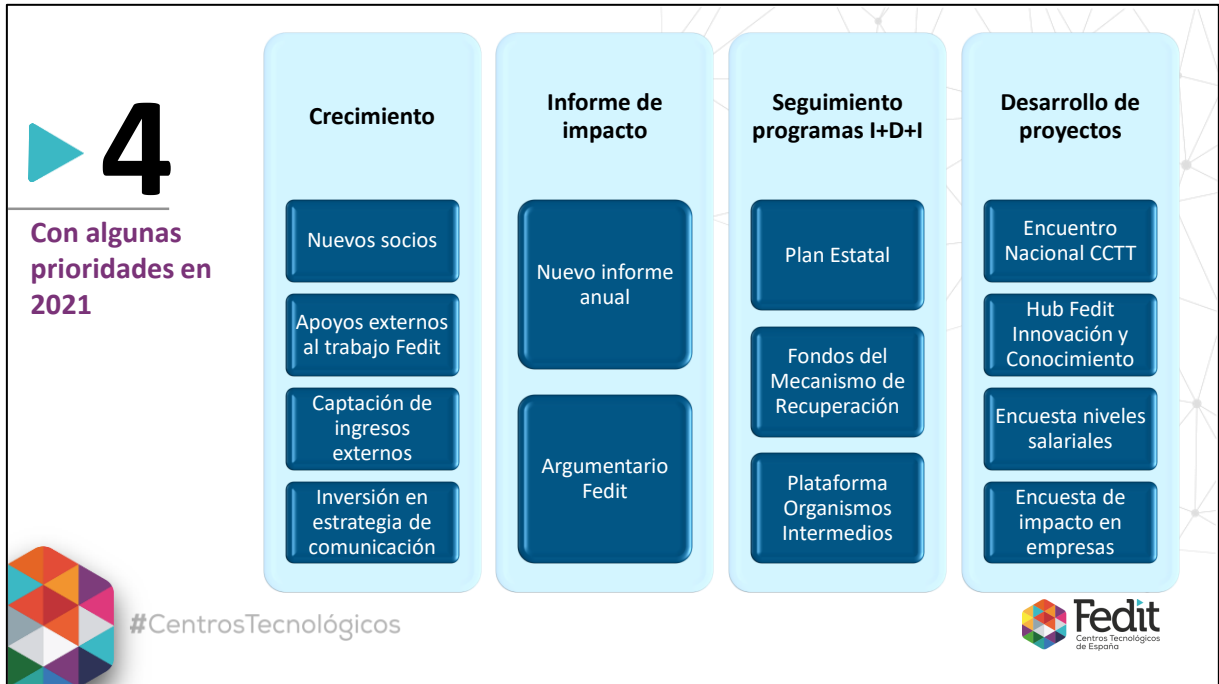 4
Con algunas
prioridades en
2021
Crecimiento
Nuevos socios
Apoyos externos
al trabajo Fedit
Captación de
ingresos
externos
Inversión en
estrategia de
comunicación
Informe de
impacto
Nuevo informe
anual
Argumentario
Fedit
Seguimiento
programas I+D+I
Plan Estatal
Fondos del
Mecanismo de
Recuperación
Plataforma
Organismos
Intermedios
Desarrollo de
proyectos
Encuentro
Nacional CCTT
Hub Fedit
Innovación y
Conocimiento
Encuesta niveles
salariales
Encuesta de
impacto en
empresas
#CentrosTecnológicos
Fedit
Centros Tecnológicos
de España